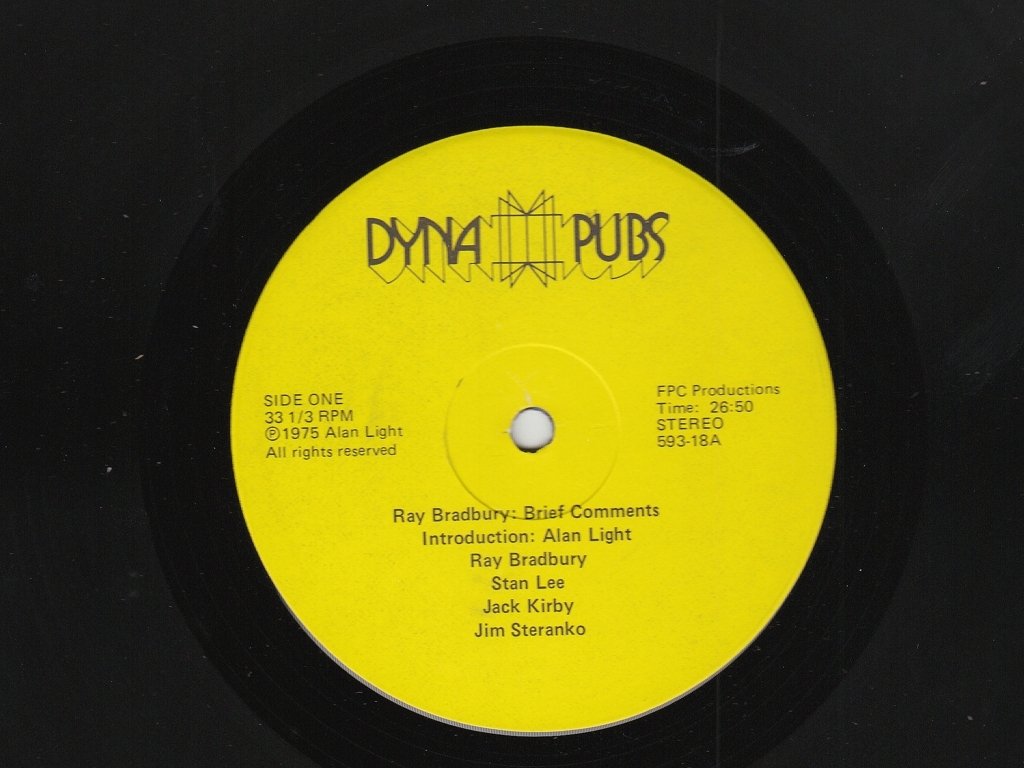 DYNA PUBS
SIDE ONE
33 1/3 RPM
Ⓟ1975 Alan Light
All rights reserved
FPC Productions
Time: 26:50
STEREO
593-18A
Ray Bradbury: Brief Comments
Introduction: Alan Light
Ray Bradbury
Stan Lee
Jack Kirby
Jim Steranko